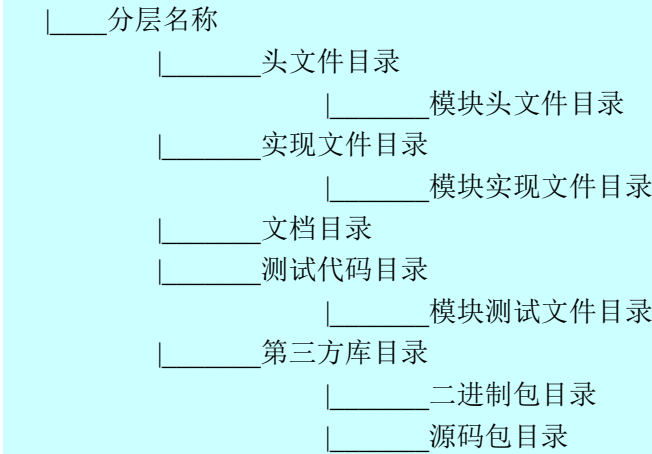 |____分层名称
|_______头文件目录
|_______模块头文件目录
|_______实现文件目录
|_______模块实现文件目录
|_______文档目录
|_______测试代码目录
|_______模块测试文件目录
|_______第三方库目录
|_______二进制包目录
|_______源码包目录